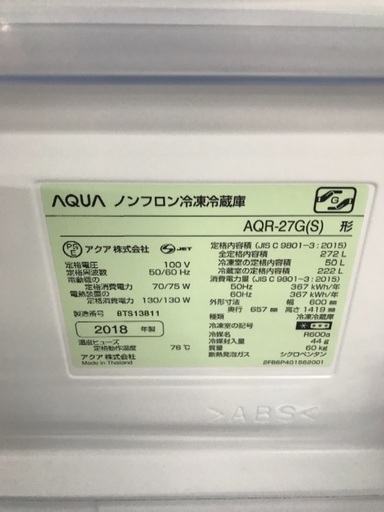 AQUA ノンフロン冷凍冷蔵庫
AQR-27G(S) 形
PSE アクア株式会社 JET
定格電圧 100 V
定格周波数 50/60 Hz
電動機の
定格消費電力 70/75 W
電熱装置の
定格消費電力 130/130 W
製造番号 BTS13811
2018 年製
温度ヒューズ
定格動作温度 76℃
アクア 株式会社
Made in Thailand
定格内容積 (JIS C 9801-3 : 2015)
全定格内容積 272 L
冷凍室の定格内容積 50 L
冷蔵室の定格内容積 222 L
消費電力量 (JIS C 9801-3 : 2015)
50Hz 367 kWh/年
60Hz 367 kWh/年
外形寸法 幅 600 mm
奥行 657 mm 高さ 1419 mm
種類 冷凍冷蔵庫
冷凍室の記号
冷媒 R600a
冷媒封入量 44 g
質量 60 kg
断熱発泡ガス シクロペンタン
2FB6P4019B2001
>ABS<